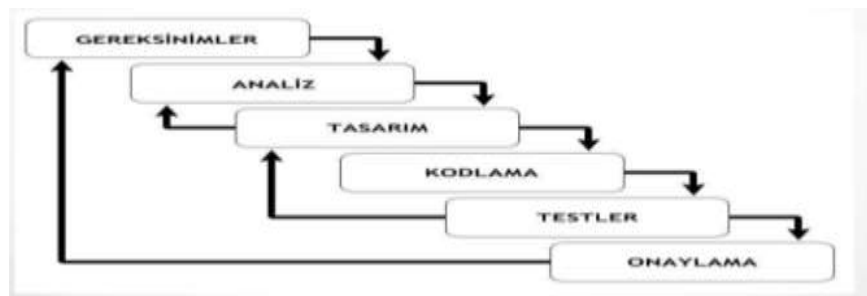 GEREKSİNİMLER
ANALİZ
TASARIM
KODLAMA
TESTLER
ONAYLAMA